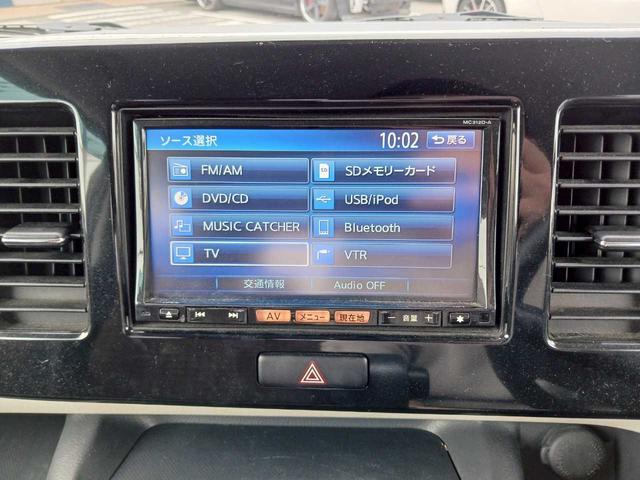 MC312D-A
ソース選択 10:02 戻る
FM/AM SDメモリーカード
DVD/CD USB/iPod
MUSIC CATCHER Bluetooth
TV VTR
交通情報 Audio OFF
AV メニュー 現在地 − 音量 +